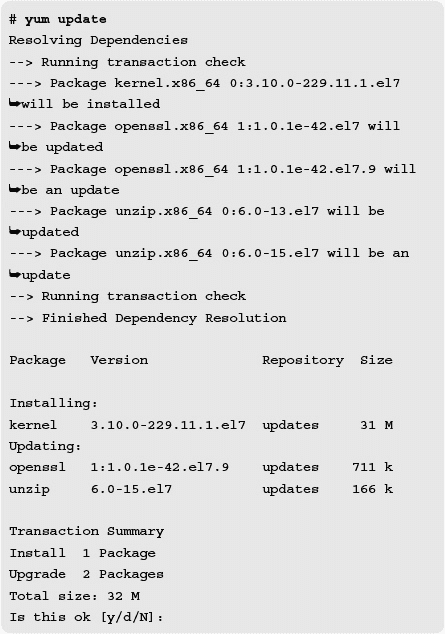 # yum update
Resolving Dependencies
--> Running transaction check
---> Package kernel.x86_64 0:3.10.0-229.11.1.el7
➥will be installed
---> Package openssl.x86_64 1:1.0.1e-42.el7 will
➥be updated
---> Package openssl.x86_64 1:1.0.1e-42.el7.9 will
➥be an update
---> Package unzip.x86_64 0:6.0-13.el7 will be
➥updated
---> Package unzip.x86_64 0:6.0-15.el7 will be an
➥update
--> Running transaction check
--> Finished Dependency Resolution
Package Version Repository Size
Installing:
kernel 3.10.0-229.11.1.el7 updates 31 M
Updating:
openssl 1:1.0.1e-42.el7.9 updates 711 k
unzip 6.0-15.el7 updates 166 k
Transaction Summary
Install 1 Package
Upgrade 2 Packages
Total size: 32 M
Is this ok [y/d/N]: